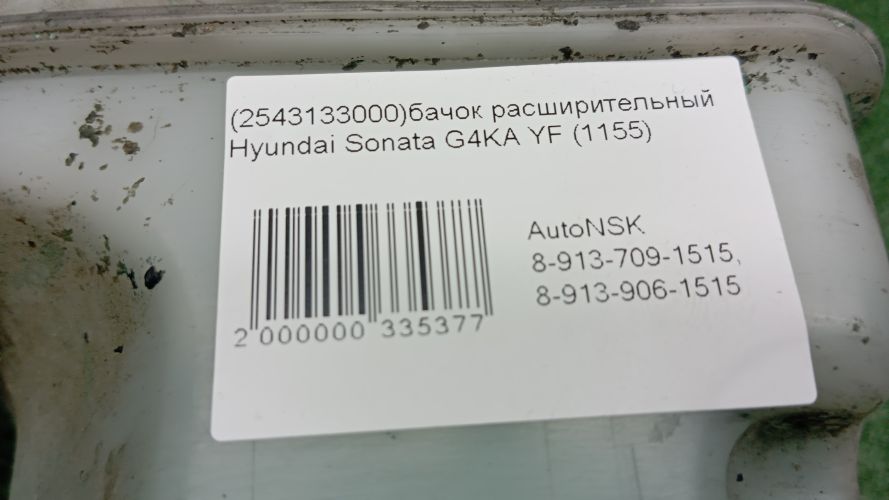 (2543133000)бачок расширительный
Hyundai Sonata G4KA YF (1155)
AutoNSK
8-913-709-1515,
8-913-906-1515
2 000000 335377